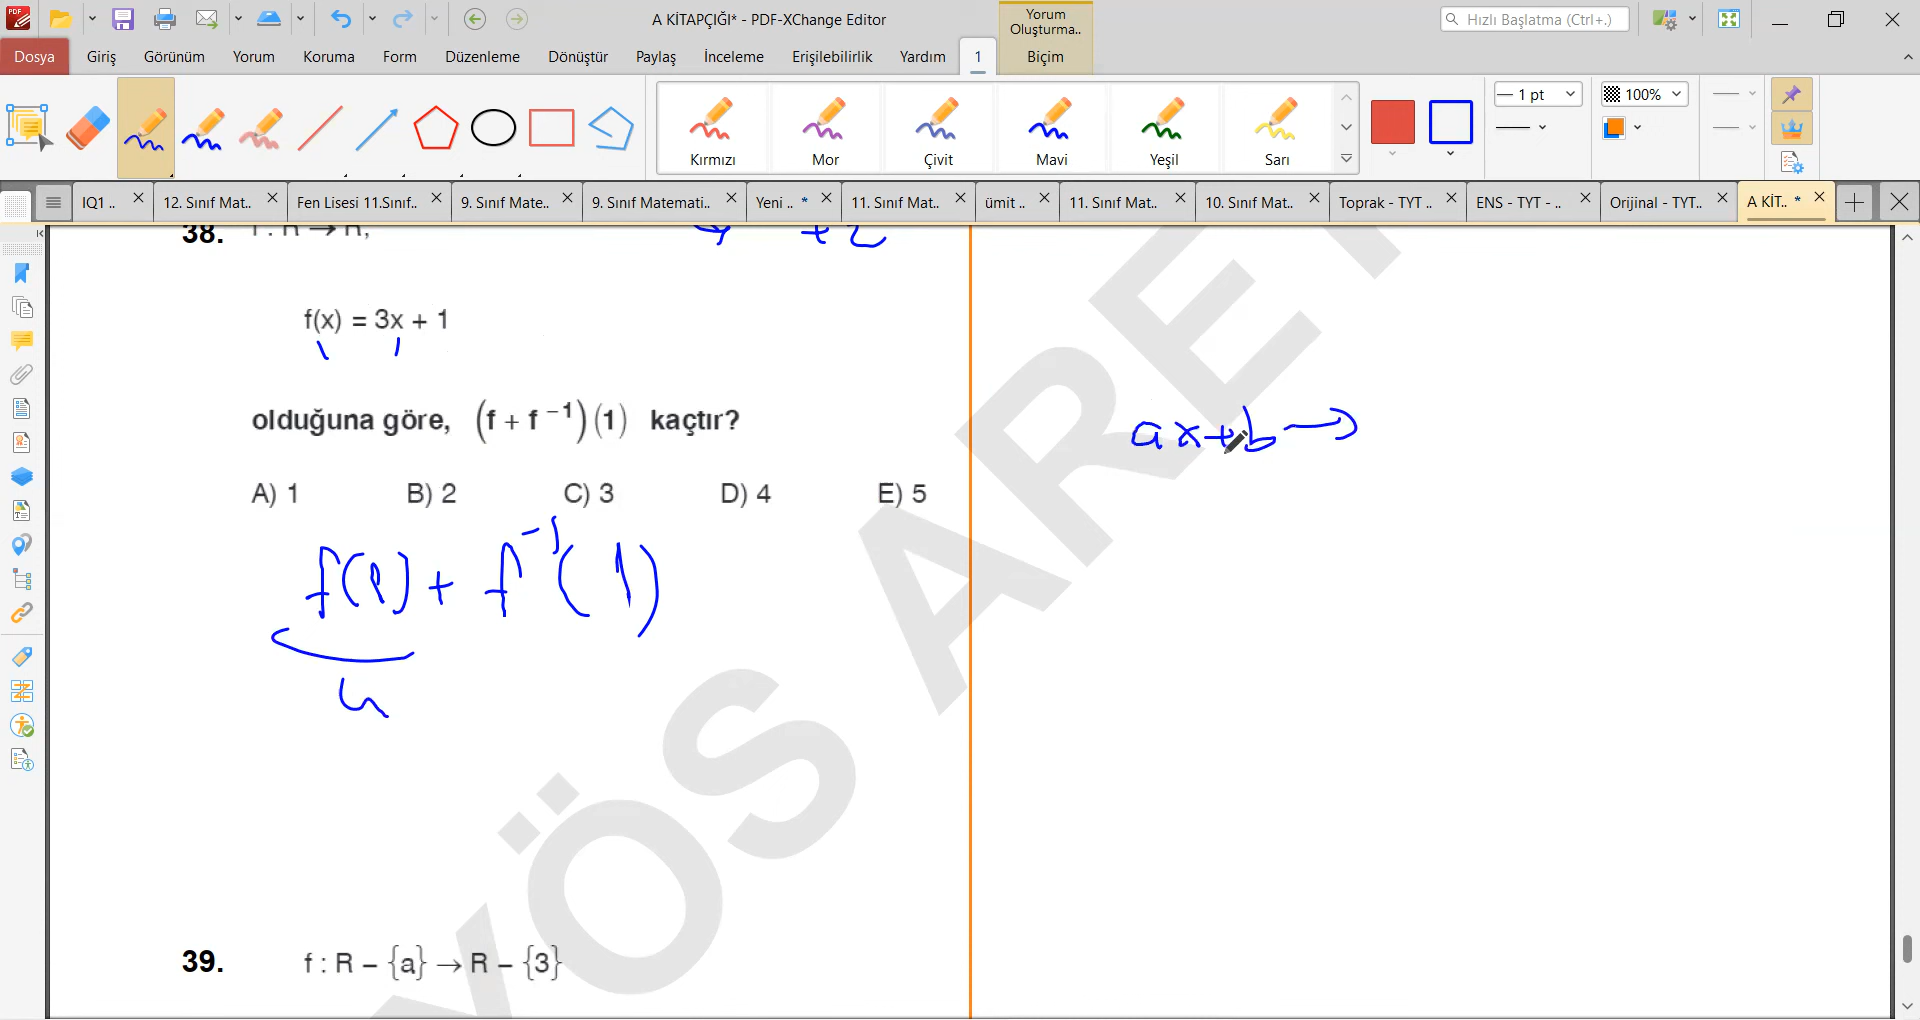 A KİTAPÇIĞI* - PDF-XChange Editor
Yorum Oluşturma..
Hızlı Başlatma (Ctrl+.)
Dosya Giriş Görünüm Yorum Koruma Form Düzenleme Dönüştür Paylaş İnceleme Erişilebilirlik Yardım 1 Biçim
1 pt 100%
Kırmızı Mor Çivit Mavi Yeşil Sarı
IQ1 .. 12. Sınıf Mat.. Fen Lisesi 11.Sınıf.. 9. Sınıf Mate.. 9. Sınıf Matemati.. Yeni .. * 11. Sınıf Mat.. ümit .. 11. Sınıf Mat.. 10. Sınıf Mat.. Toprak - TYT .. ENS - TYT - .. Orijinal - TYT.. A KİT.. *
38. f : R → R,
+2
f(x) = 3x + 1
olduğuna göre, (f + f⁻¹)(1) kaçtır?
ax+b →
A) 1 B) 2 C) 3 D) 4 E) 5
f(1) + f⁻¹(1)
4
39. f : R – {a} → R – {3}
YÖS ARE